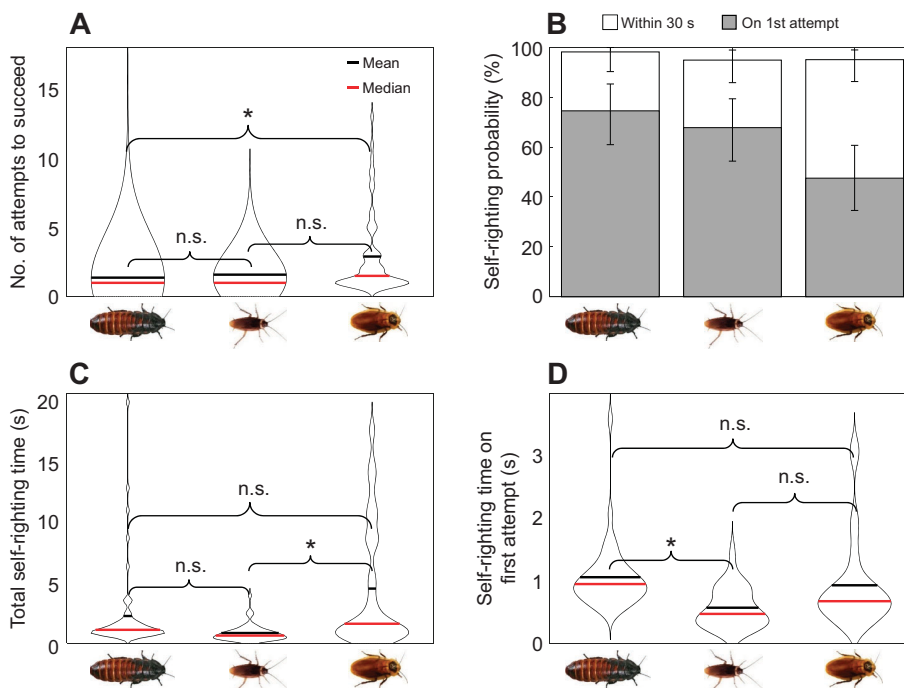 A
No. of attempts to succeed
15
10
5
0
Mean
Median
*
n.s.
n.s.
B
Within 30 s
On 1st attempt
Self-righting probability (%)
100
80
60
40
20
0
C
Total self-righting time (s)
20
15
10
5
0
n.s.
*
n.s.
D
Self-righting time on
first attempt (s)
3
2
1
0
n.s.
n.s.
*